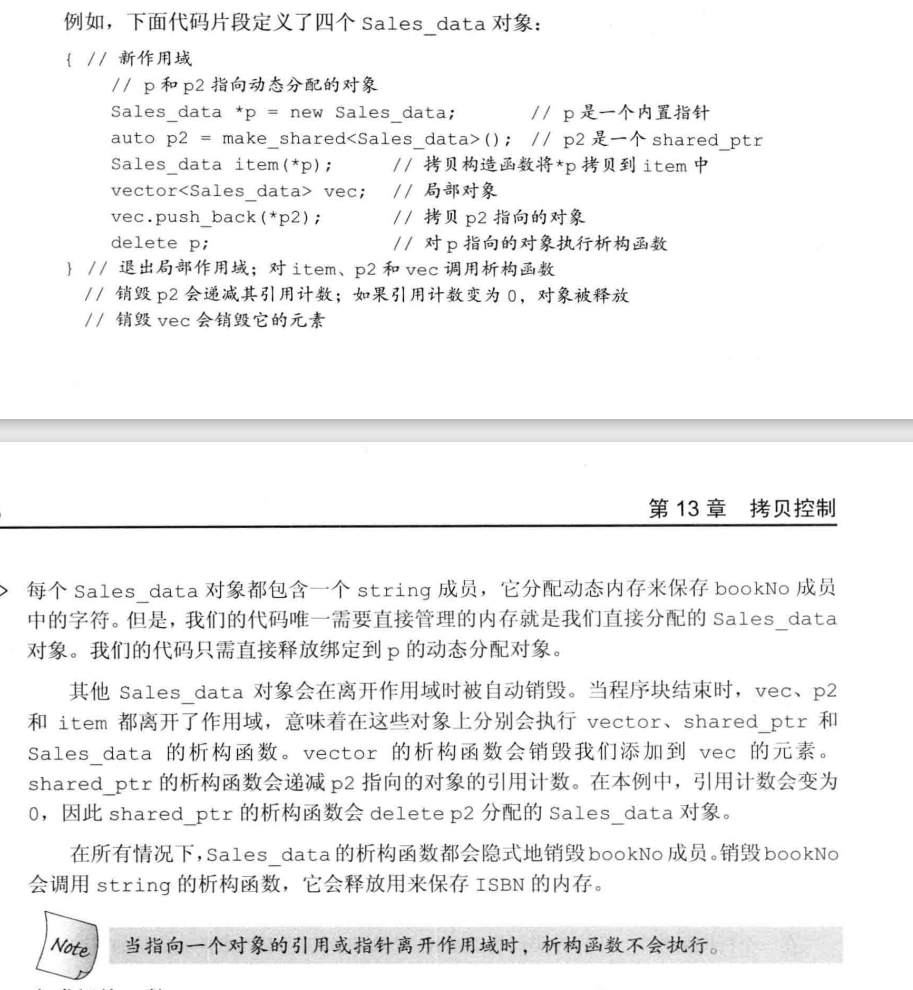 例如，下面代码片段定义了四个 Sales_data 对象：
{ // 新作用域
// p 和 p2 指向动态分配的对象
Sales_data *p = new Sales_data; // p 是一个内置指针
auto p2 = make_shared<Sales_data>(); // p2 是一个 shared_ptr
Sales_data item(*p); // 拷贝构造函数将*p 拷贝到 item 中
vector<Sales_data> vec; // 局部对象
vec.push_back(*p2); // 拷贝 p2 指向的对象
delete p; // 对 p 指向的对象执行析构函数
} // 退出局部作用域；对 item、p2 和 vec 调用析构函数
// 销毁 p2 会递减其引用计数；如果引用计数变为 0，对象被释放
// 销毁 vec 会销毁它的元素
第 13 章 拷贝控制
每个 Sales_data 对象都包含一个 string 成员，它分配动态内存来保存 bookNo 成员
中的字符。但是，我们的代码唯一需要直接管理的内存就是我们直接分配的 Sales_data
对象。我们的代码只需直接释放绑定到 p 的动态分配对象。
其他 Sales_data 对象会在离开作用域时被自动销毁。当程序块结束时，vec、p2
和 item 都离开了作用域，意味着在这些对象上分别会执行 vector、shared_ptr 和
Sales_data 的析构函数。vector 的析构函数会销毁我们添加到 vec 的元素。
shared_ptr 的析构函数会递减 p2 指向的对象的引用计数。在本例中，引用计数会变为
0，因此 shared_ptr 的析构函数会 delete p2 分配的 Sales_data 对象。
在所有情况下，Sales_data 的析构函数都会隐式地销毁 bookNo 成员。销毁 bookNo
会调用 string 的析构函数，它会释放用来保存 ISBN 的内存。
Note 当指向一个对象的引用或指针离开作用域时，析构函数不会执行。